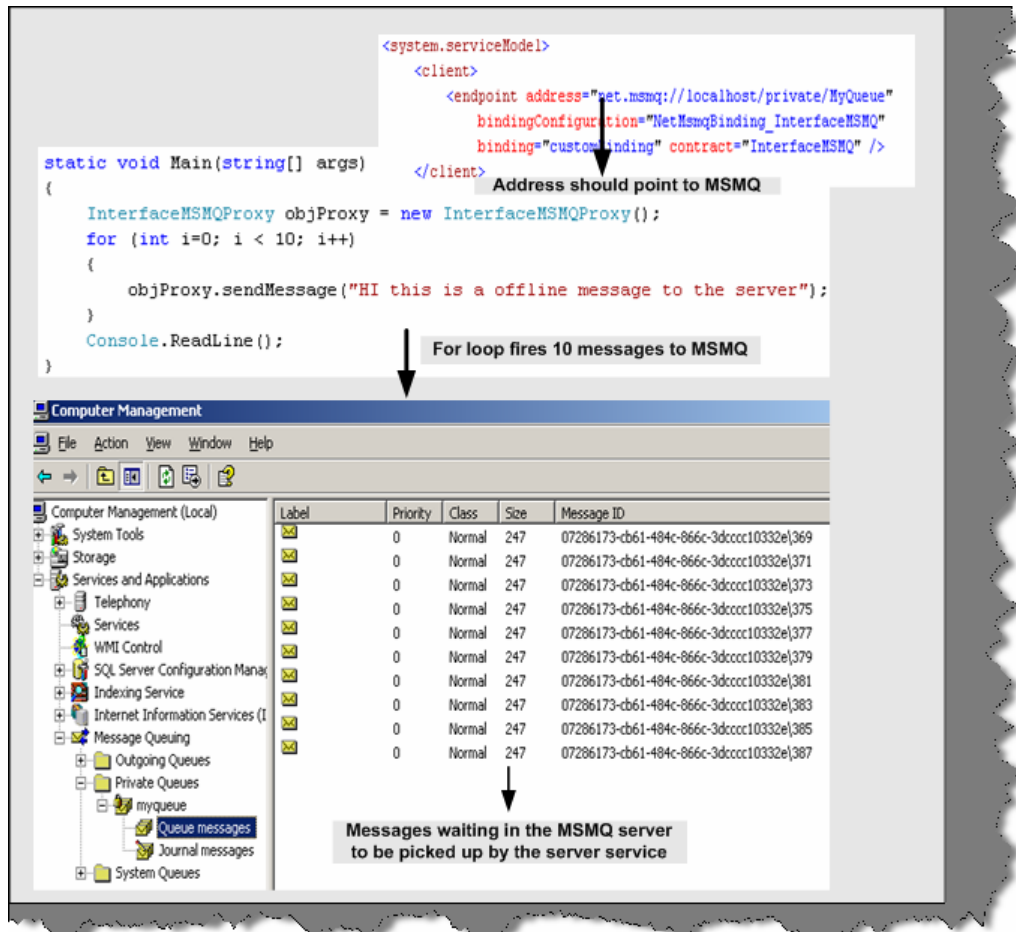 <system.serviceModel>
<client>
<endpoint address="net.msmq://localhost/private/MyQueue"
bindingConfiguration="NetMsmqBinding_InterfaceMSMQ"
binding="customBinding" contract="InterfaceMSMQ" />
</client>
Address should point to MSMQ
static void Main(string[] args)
{
InterfaceMSMQProxy objProxy = new InterfaceMSMQProxy();
for (int i=0; i < 10; i++)
{
objProxy.sendMessage("HI this is a offline message to the server");
}
Console.ReadLine();
}
For loop fires 10 messages to MSMQ
Computer Management
File Action View Window Help
Computer Management (Local)
System Tools
Storage
Services and Applications
Telephony
Services
WMI Control
SQL Server Configuration Manag
Indexing Service
Internet Information Services (I
Message Queuing
Outgoing Queues
Private Queues
myqueue
Queue messages
Journal messages
System Queues
Label Priority Class Size Message ID
0 Normal 247 07286173-cb61-484c-866c-3dcccc10332e\369
0 Normal 247 07286173-cb61-484c-866c-3dcccc10332e\371
0 Normal 247 07286173-cb61-484c-866c-3dcccc10332e\373
0 Normal 247 07286173-cb61-484c-866c-3dcccc10332e\375
0 Normal 247 07286173-cb61-484c-866c-3dcccc10332e\377
0 Normal 247 07286173-cb61-484c-866c-3dcccc10332e\379
0 Normal 247 07286173-cb61-484c-866c-3dcccc10332e\381
0 Normal 247 07286173-cb61-484c-866c-3dcccc10332e\383
0 Normal 247 07286173-cb61-484c-866c-3dcccc10332e\385
0 Normal 247 07286173-cb61-484c-866c-3dcccc10332e\387
Messages waiting in the MSMQ server
to be picked up by the server service